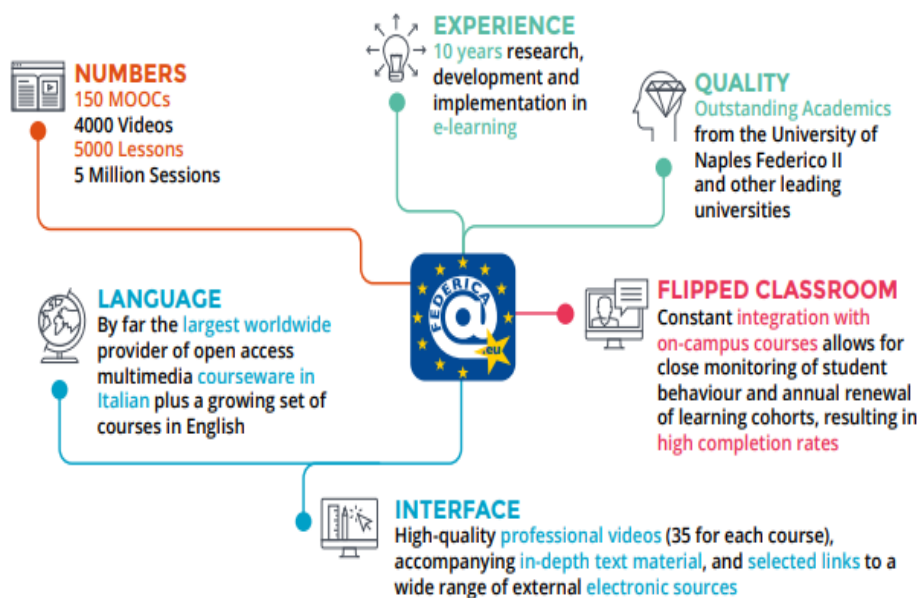 EXPERIENCE
10 years research,
development and
implementation in
e-learning
NUMBERS
150 MOOCs
4000 Videos
5000 Lessons
5 Million Sessions
QUALITY
Outstanding Academics
from the University of
Naples Federico II
and other leading
universities
FEDERICA
@
.eu
LANGUAGE
By far the largest worldwide
provider of open access
multimedia courseware in
Italian plus a growing set of
courses in English
FLIPPED CLASSROOM
Constant integration with
on-campus courses allows for
close monitoring of student
behaviour and annual renewal
of learning cohorts, resulting in
high completion rates
INTERFACE
High-quality professional videos (35 for each course),
accompanying in-depth text material, and selected links to a
wide range of external electronic sources